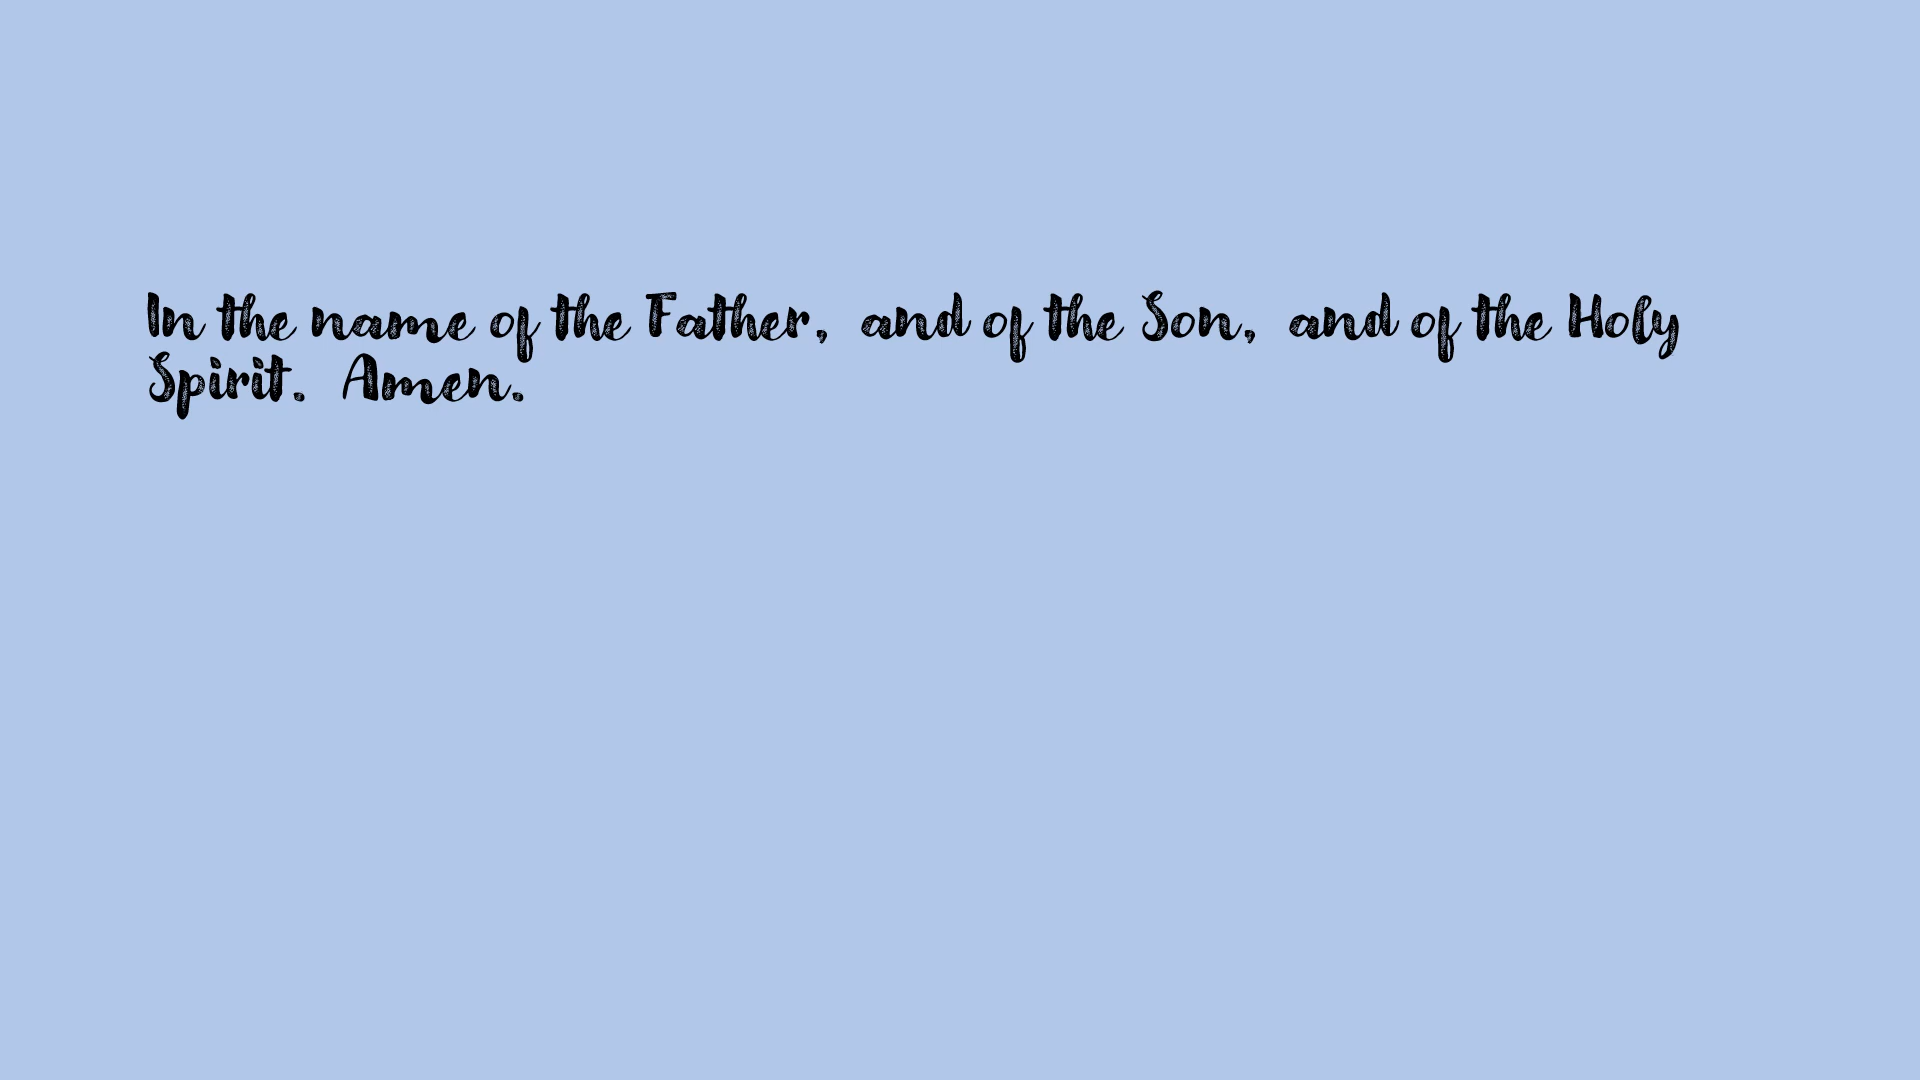 In the name of the Father, and of the Son, and of the Holy
Spirit. Amen.